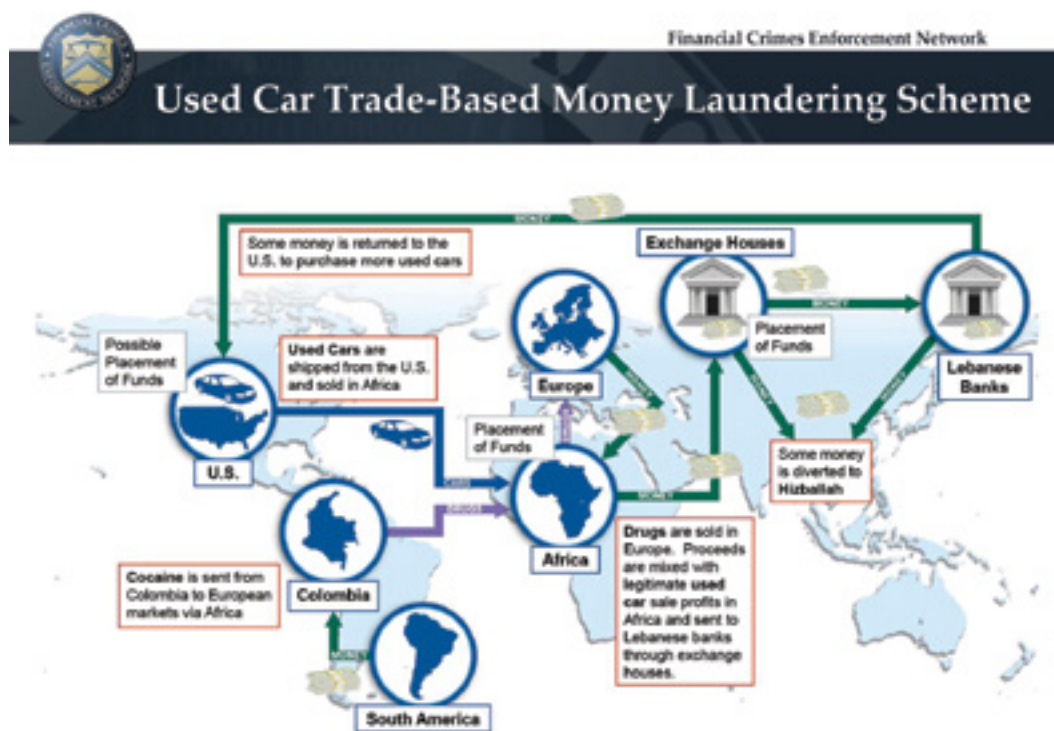 Financial Crimes Enforcement Network
Used Car Trade-Based Money Laundering Scheme
MONEY
Some money is returned to the
U.S. to purchase more used cars
Exchange Houses
MONEY
Possible
Placement
of Funds
Used Cars are
shipped from the U.S.
and sold in Africa
Placement
of Funds
Lebanese
Banks
Europe
MONEY
MONEY
MONEY
Placement
of Funds
U.S.
CARS
DRUGS
MONEY
Some money
is diverted to
Hizballah
Africa
Drugs are sold in
Europe. Proceeds
are mixed with
legitimate used
car sale profits in
Africa and sent to
Lebanese banks
through exchange
houses.
Cocaine is sent from
Colombia to European
markets via Africa
Colombia
MONEY
South America